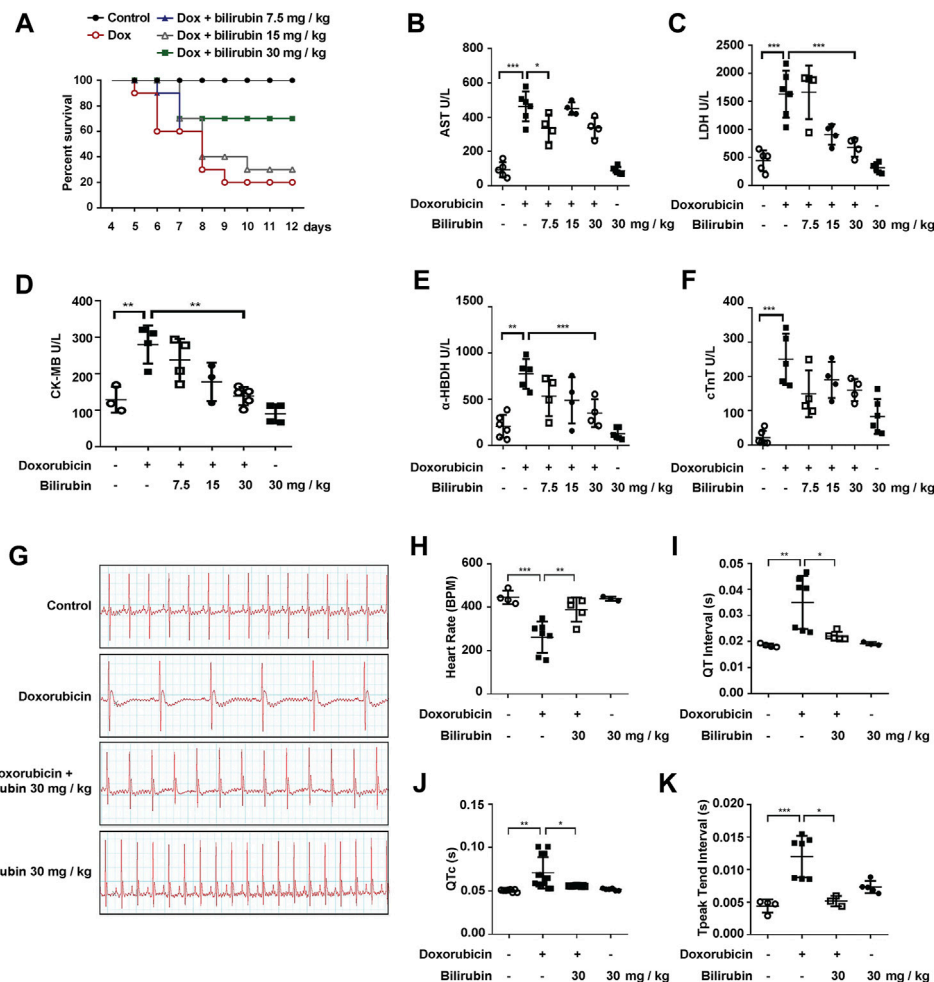 A
Control
Dox
Dox + bilirubin 7.5 mg / kg
Dox + bilirubin 15 mg / kg
Dox + bilirubin 30 mg / kg
Percent survival
100
80
60
40
20
4 5 6 7 8 9 10 11 12 days
B
AST U/L
800
600
400
200
0
*** *
Doxorubicin - + + + + -
Bilirubin - - 7.5 15 30 30 mg / kg
C
LDH U/L
2500
2000
1500
1000
500
0
*** ***
Doxorubicin - + + + + -
Bilirubin - - 7.5 15 30 30 mg / kg
D
CK-MB U/L
400
300
200
100
0
** **
Doxorubicin - + + + + -
Bilirubin - - 7.5 15 30 30 mg / kg
E
α-HBDH U/L
1500
1000
500
0
** ***
Doxorubicin - + + + + -
Bilirubin - - 7.5 15 30 30 mg / kg
F
cTnT U/L
400
300
200
100
0
***
Doxorubicin - + + + + -
Bilirubin - - 7.5 15 30 30 mg / kg
G
Control
Doxorubicin
oxorubicin +
ubin 30 mg / kg
ubin 30 mg / kg
H
Heart Rate (BPM)
600
400
200
0
*** **
Doxorubicin - + + -
Bilirubin - - 30 30 mg / kg
I
QT Interval (s)
0.05
0.04
0.03
0.02
0.01
0.00
** *
Doxorubicin - + + -
Bilirubin - - 30 30 mg / kg
J
QTc (s)
0.15
0.10
0.05
0.00
** *
Doxorubicin - + + -
Bilirubin - - 30 30 mg / kg
K
Tpeak Tend Interval (s)
0.020
0.015
0.010
0.005
0.000
*** *
Doxorubicin - + + -
Bilirubin - - 30 30 mg / kg